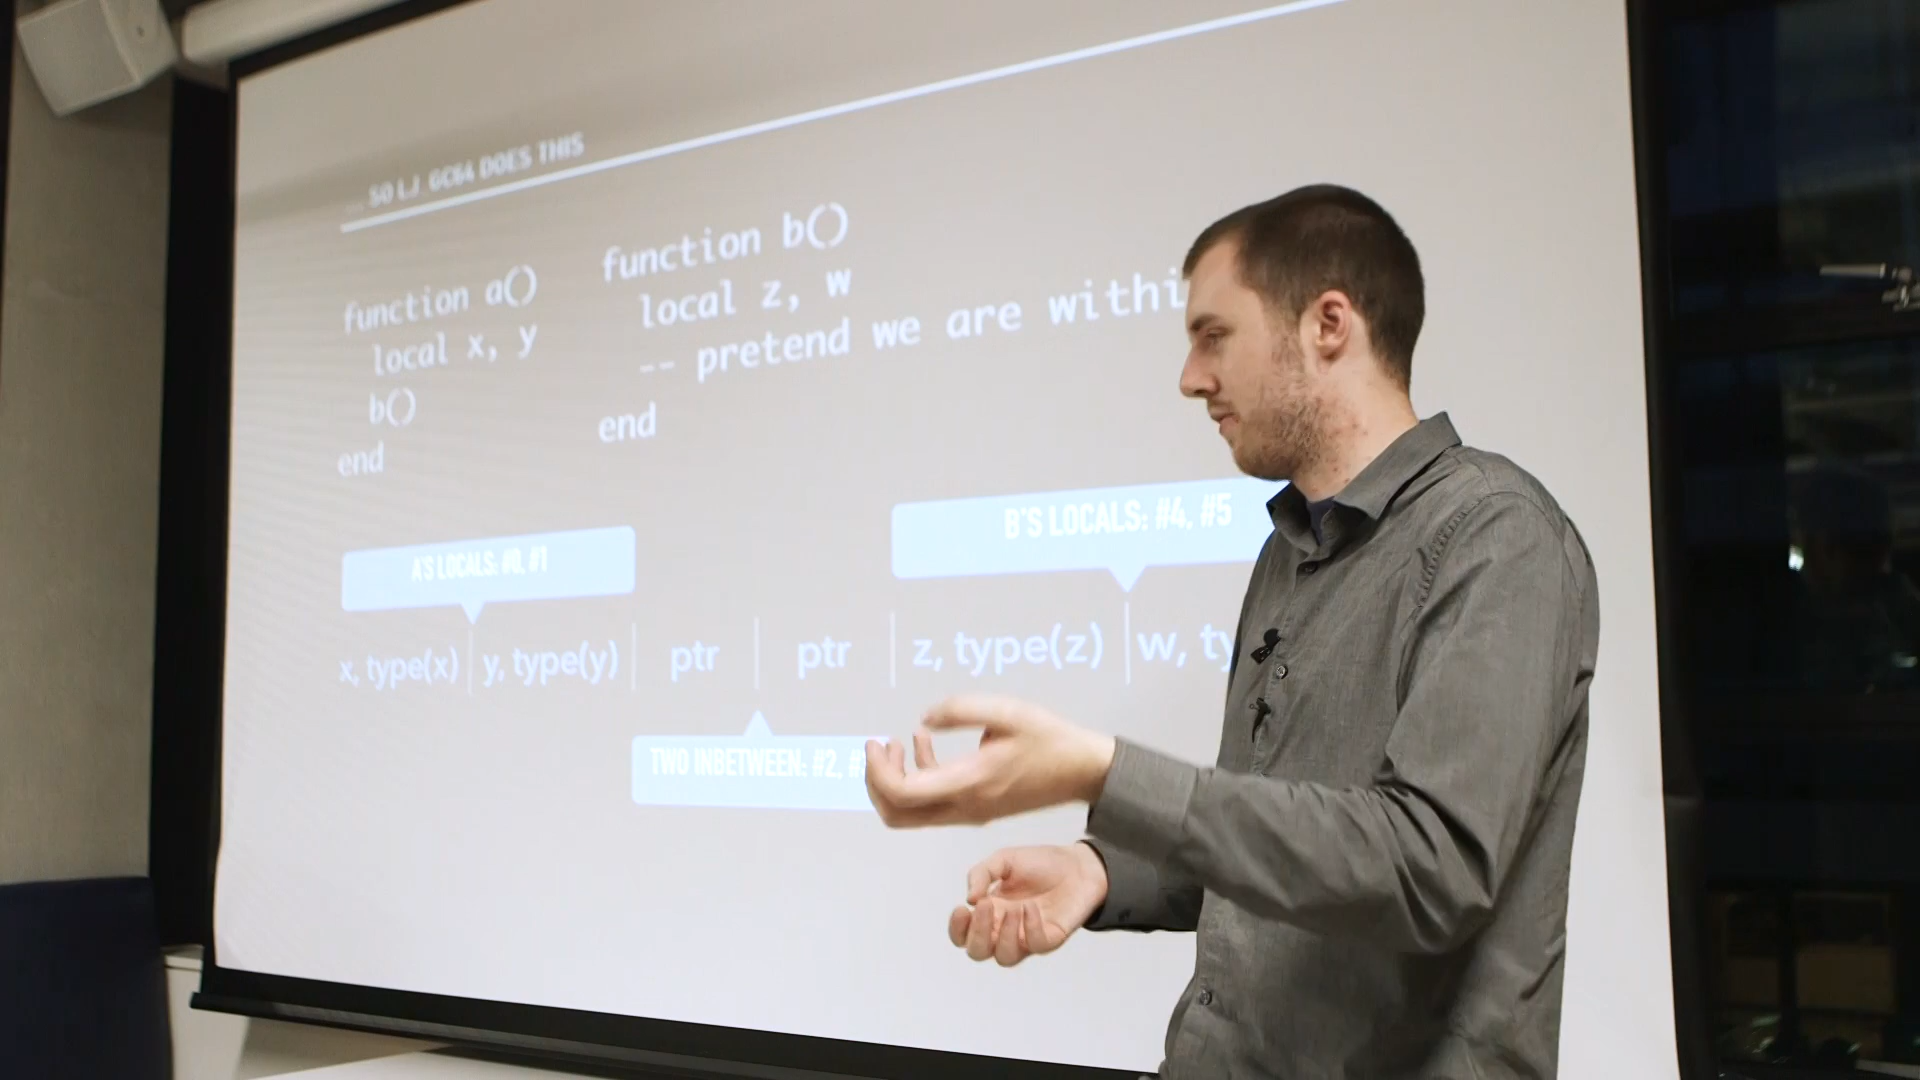 ... SO LJ_GC64 DOES THIS
function a()
local x, y
b()
end
function b()
local z, w
-- pretend we are withi
end
A'S LOCALS: #0, #1
B'S LOCALS: #4, #5
x, type(x) y, type(y) ptr ptr z, type(z) w, ty
TWO INBETWEEN: #2, #